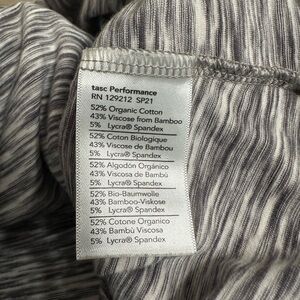 tasc Performance
RN 129212 SP21
52% Organic Cotton
43% Viscose from Bamboo
5% Lycra® Spandex
52% Coton Biologique
43% Viscose de Bambou
5% Lycra® Spandex
52% Algodón Orgánico
43% Viscosa de Bambú
5% Lycra® Spandex
52% Bio-Baumwolle
43% Bamboo-Viskose
5% Lycra® Spandex
52% Cotone Organico
43% Bambù Viscosa
5% Lycra® Spandex